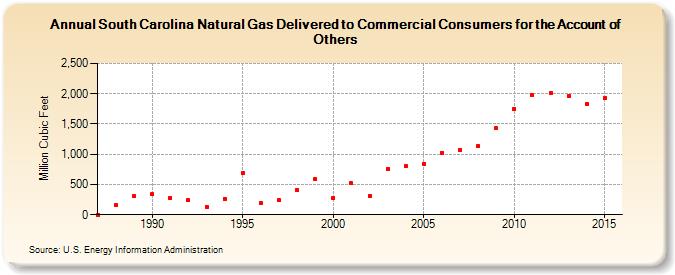 Annual South Carolina Natural Gas Delivered to Commercial Consumers for the Account of
Others
Million Cubic Feet
2,500
2,000
1,500
1,000
500
0
1990 1995 2000 2005 2010 2015
Source: U.S. Energy Information Administration